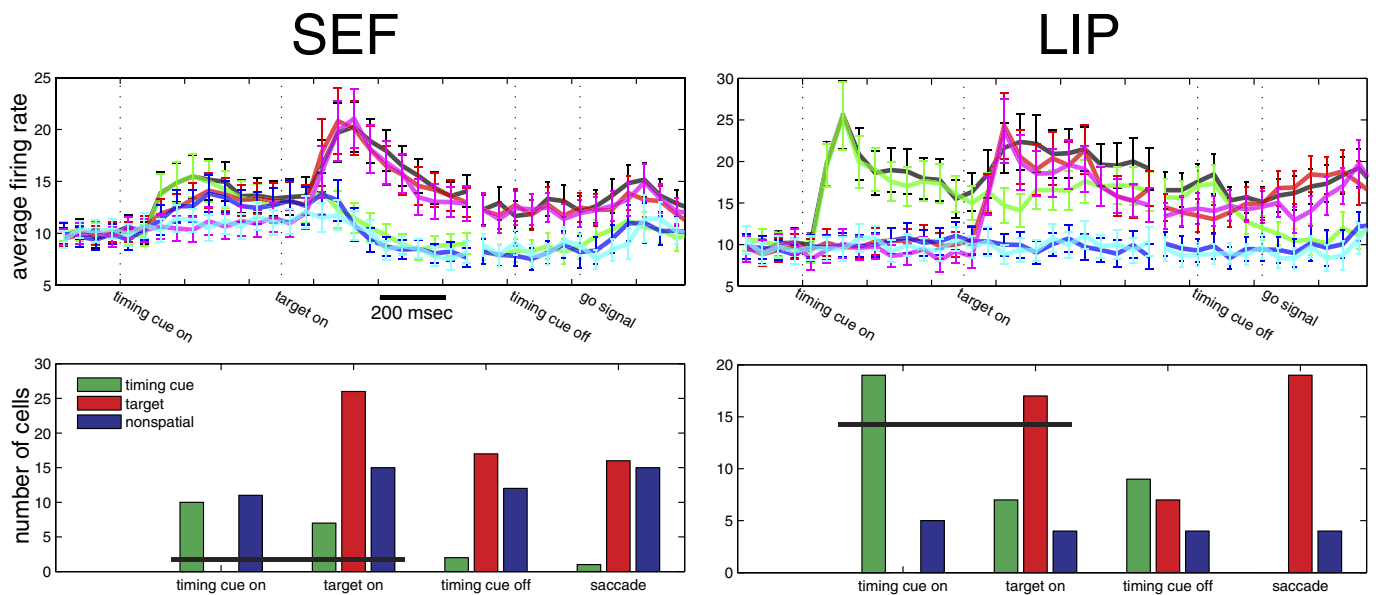 SEF
LIP
average firing rate
25
20
15
10
5
30
25
20
15
10
5
timing cue on
target on
200 msec
timing cue off
go signal
timing cue on
target on
timing cue off
go signal
number of cells
30
25
20
15
10
5
0
timing cue
target
nonspatial
timing cue on
target on
timing cue off
saccade
20
15
10
5
0
timing cue on
target on
timing cue off
saccade